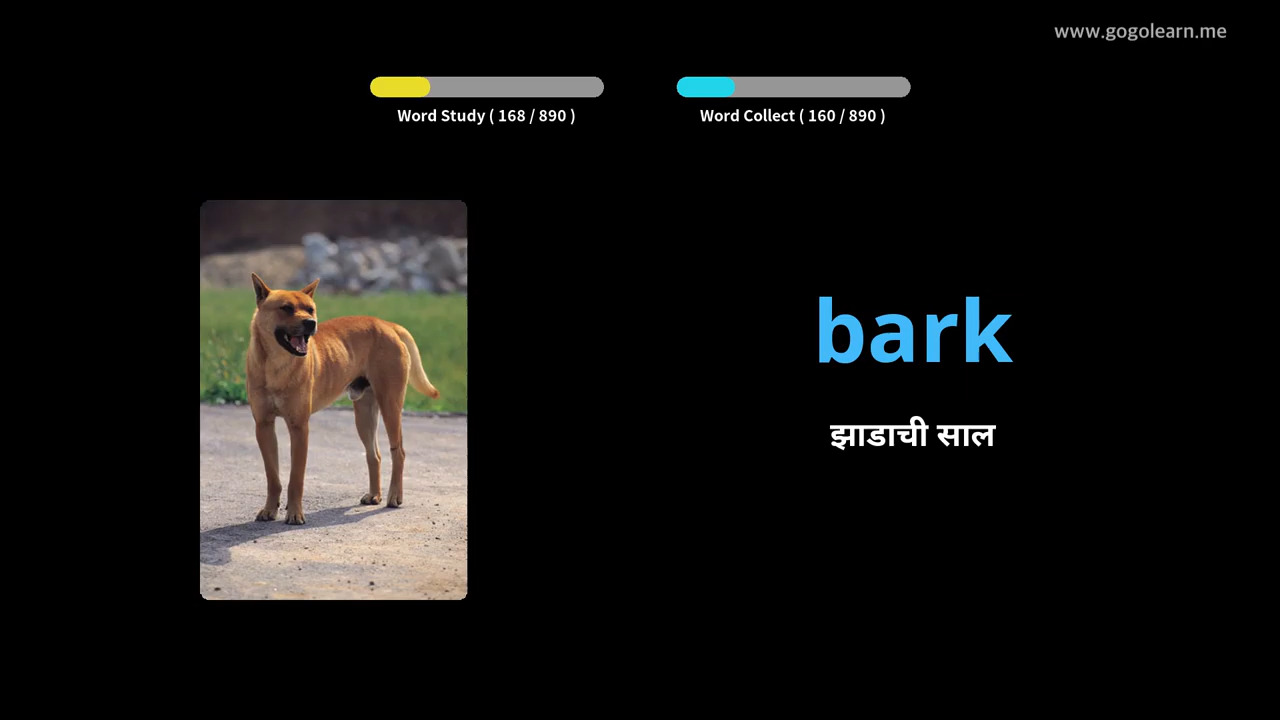 www.gogolearn.me
Word Study ( 168 / 890 )
Word Collect ( 160 / 890 )
bark
झाडाची साल